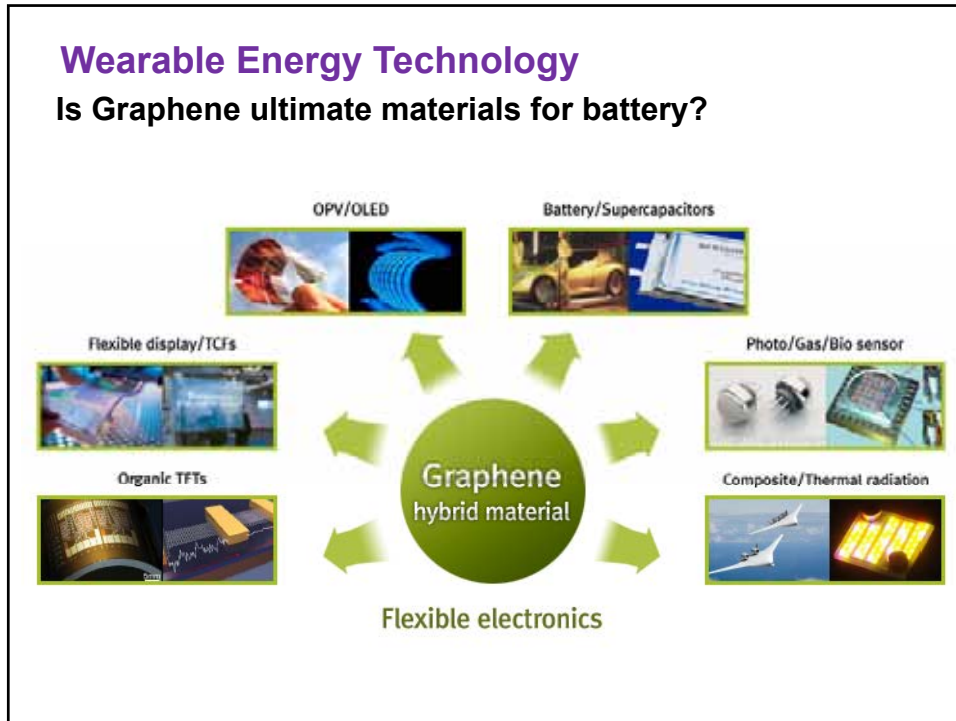 Wearable Energy Technology
Is Graphene ultimate materials for battery?
OPV/OLED
Battery/Supercapacitors
Flexible display/TCFs
Photo/Gas/Bio sensor
Organic TFTs
Composite/Thermal radiation
Graphene
hybrid material
5mm
Flexible electronics